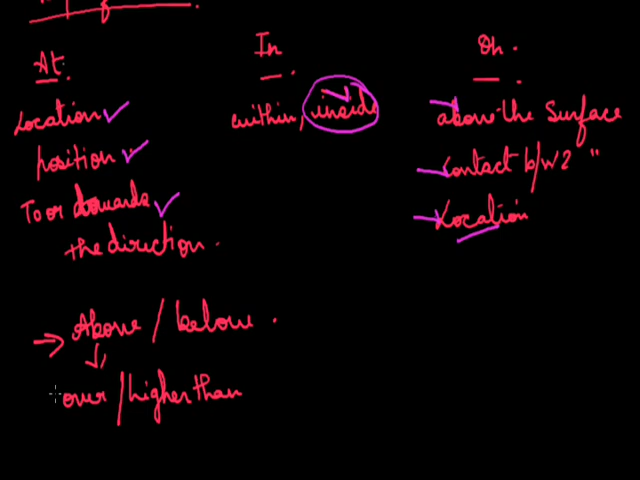 At.
In
On.
Location
within, inside
above the surface
position
Contact b/w 2 "
To or towards
Location
the direction.
→ Above / below.
over / higher than